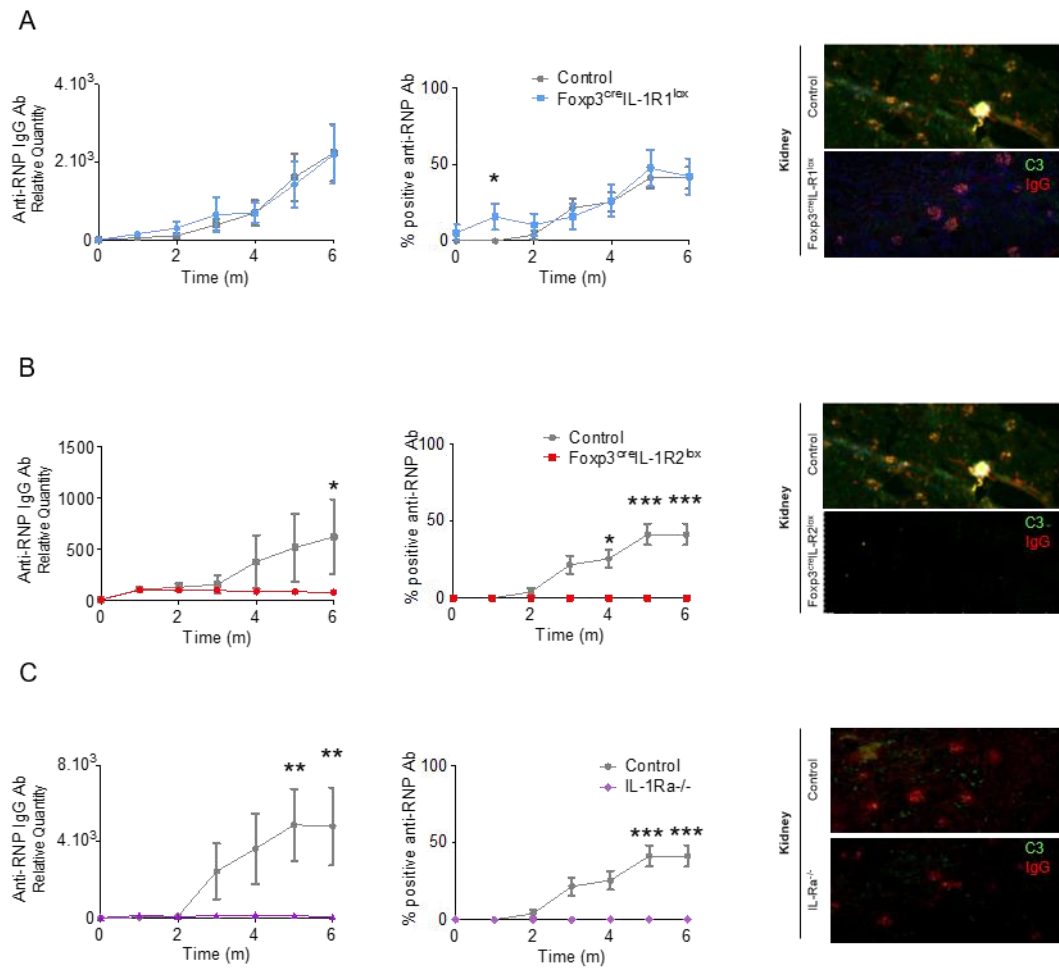 A
Anti-RNP IgG Ab
Relative Quantity
4.10³
2.10³
0
0 2 4 6
Time (m)
% positive anti-RNP Ab
100
50
0
Control
Foxp3ᶜʳᵉIL-1R1ˡᵒˣ
*
0 2 4 6
Time (m)
Kidney
Control
Foxp3ᶜʳᵉIL-R1ˡᵒˣ
C3
IgG
B
Anti-RNP IgG Ab
Relative Quantity
1500
1000
500
0
*
0 2 4 6
Time (m)
% positive anti-RNP Ab
100
50
0
Control
Foxp3ᶜʳᵉIL-1R2ˡᵒˣ
* *** ***
0 2 4 6
Time (m)
Kidney
Control
Foxp3ᶜʳᵉIL-R2ˡᵒˣ
C3
IgG
C
Anti-RNP IgG Ab
Relative Quantity
8.10³
4.10³
0
** **
0 2 4 6
Time (m)
% positive anti-RNP Ab
100
50
0
Control
IL-1Ra-/-
*** ***
0 2 4 6
Time (m)
Kidney
Control
IL-Ra⁻ᐟ⁻
C3
IgG